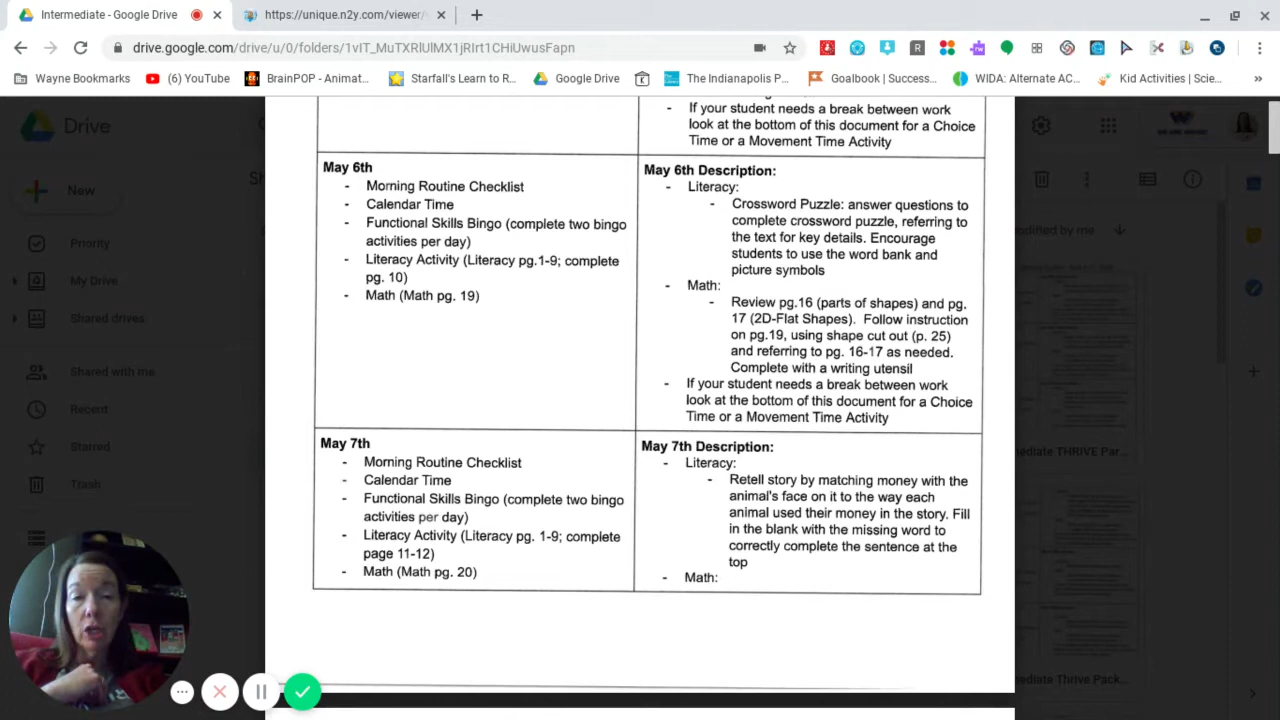 Intermediate - Google Drive
https://unique.n2y.com/viewer/
drive.google.com/drive/u/0/folders/1vIT_MuTXRlUlMX1jRIrt1CHiUwusFapn
Wayne Bookmarks
(6) YouTube
BrainPOP - Animat...
Starfall's Learn to R...
Google Drive
The Indianapolis P...
Goalbook | Success...
WIDA: Alternate AC...
Kid Activities | Scie...
»
Drive
New
Priority
My Drive
Shared drives
Shared with me
Recent
Starred
Trash
- If your student needs a break between work
look at the bottom of this document for a Choice
Time or a Movement Time Activity
May 6th
- Morning Routine Checklist
- Calendar Time
- Functional Skills Bingo (complete two bingo
activities per day)
- Literacy Activity (Literacy pg.1-9; complete
pg. 10)
- Math (Math pg. 19)
May 6th Description:
- Literacy:
- Crossword Puzzle: answer questions to
complete crossword puzzle, referring to
the text for key details. Encourage
students to use the word bank and
picture symbols
- Math:
- Review pg.16 (parts of shapes) and pg.
17 (2D-Flat Shapes). Follow instruction
on pg.19, using shape cut out (p. 25)
and referring to pg. 16-17 as needed.
Complete with a writing utensil
- If your student needs a break between work
look at the bottom of this document for a Choice
Time or a Movement Time Activity
May 7th
- Morning Routine Checklist
- Calendar Time
- Functional Skills Bingo (complete two bingo
activities per day)
- Literacy Activity (Literacy pg. 1-9; complete
page 11-12)
- Math (Math pg. 20)
May 7th Description:
- Literacy:
- Retell story by matching money with the
animal's face on it to the way each
animal used their money in the story. Fill
in the blank with the missing word to
correctly complete the sentence at the
top
- Math:
odified by me
ediate THRIVE Par...
ediate Thrive Pack...